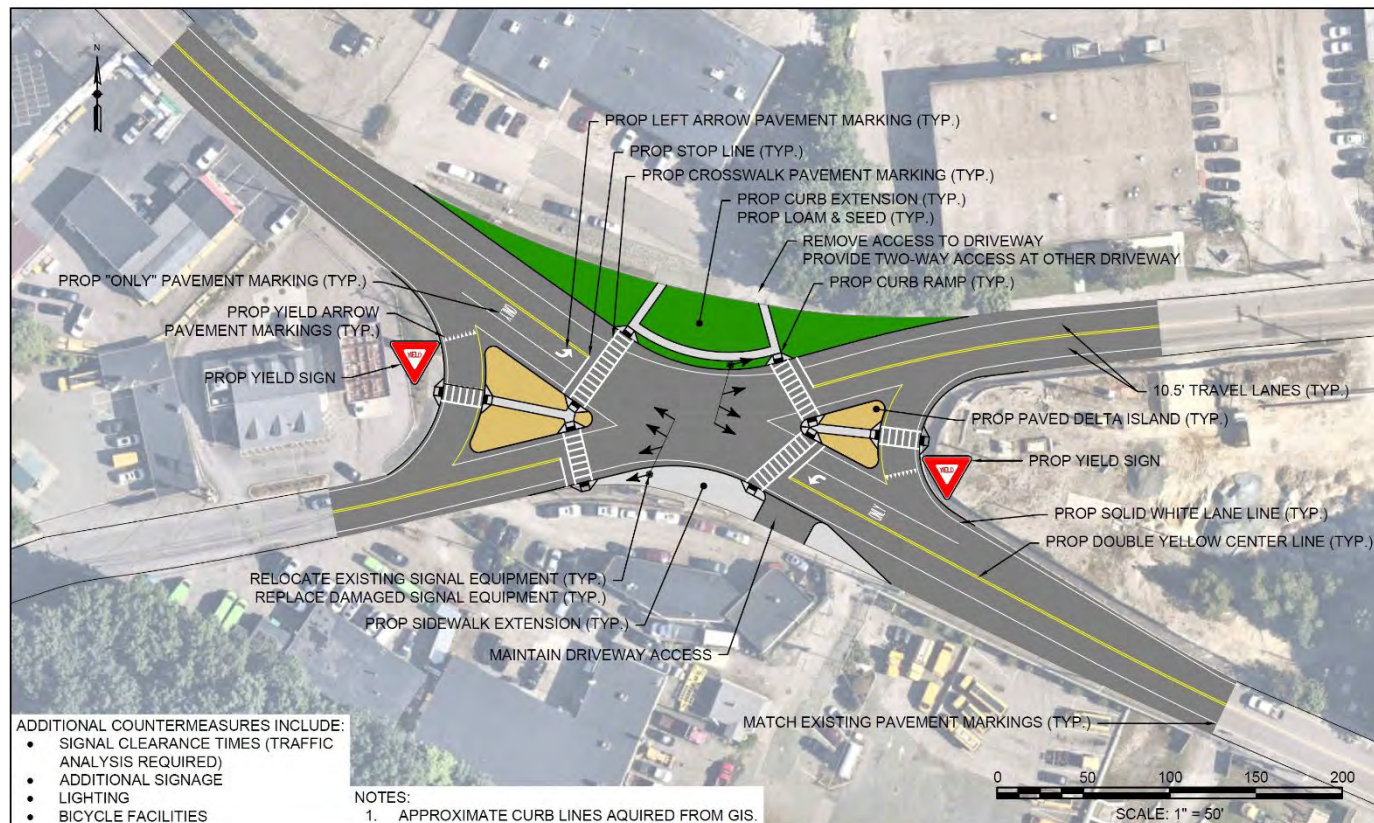 N
PROP LEFT ARROW PAVEMENT MARKING (TYP.)
PROP STOP LINE (TYP.)
PROP CROSSWALK PAVEMENT MARKING (TYP.)
PROP CURB EXTENSION (TYP.)
PROP LOAM & SEED (TYP.)
REMOVE ACCESS TO DRIVEWAY
PROVIDE TWO-WAY ACCESS AT OTHER DRIVEWAY
PROP CURB RAMP (TYP.)
PROP "ONLY" PAVEMENT MARKING (TYP.)
PROP YIELD ARROW
PAVEMENT MARKINGS (TYP.)
PROP YIELD SIGN
YIELD
ONLY
10.5' TRAVEL LANES (TYP.)
PROP PAVED DELTA ISLAND (TYP.)
PROP YIELD SIGN
YIELD
ONLY
PROP SOLID WHITE LANE LINE (TYP.)
PROP DOUBLE YELLOW CENTER LINE (TYP.)
RELOCATE EXISTING SIGNAL EQUIPMENT (TYP.)
REPLACE DAMAGED SIGNAL EQUIPMENT (TYP.)
PROP SIDEWALK EXTENSION (TYP.)
MAINTAIN DRIVEWAY ACCESS
MATCH EXISTING PAVEMENT MARKINGS (TYP.)
ADDITIONAL COUNTERMEASURES INCLUDE:
• SIGNAL CLEARANCE TIMES (TRAFFIC
ANALYSIS REQUIRED)
• ADDITIONAL SIGNAGE
• LIGHTING
• BICYCLE FACILITIES
NOTES:
1. APPROXIMATE CURB LINES AQUIRED FROM GIS.
0 50 100 150 200
SCALE: 1" = 50'